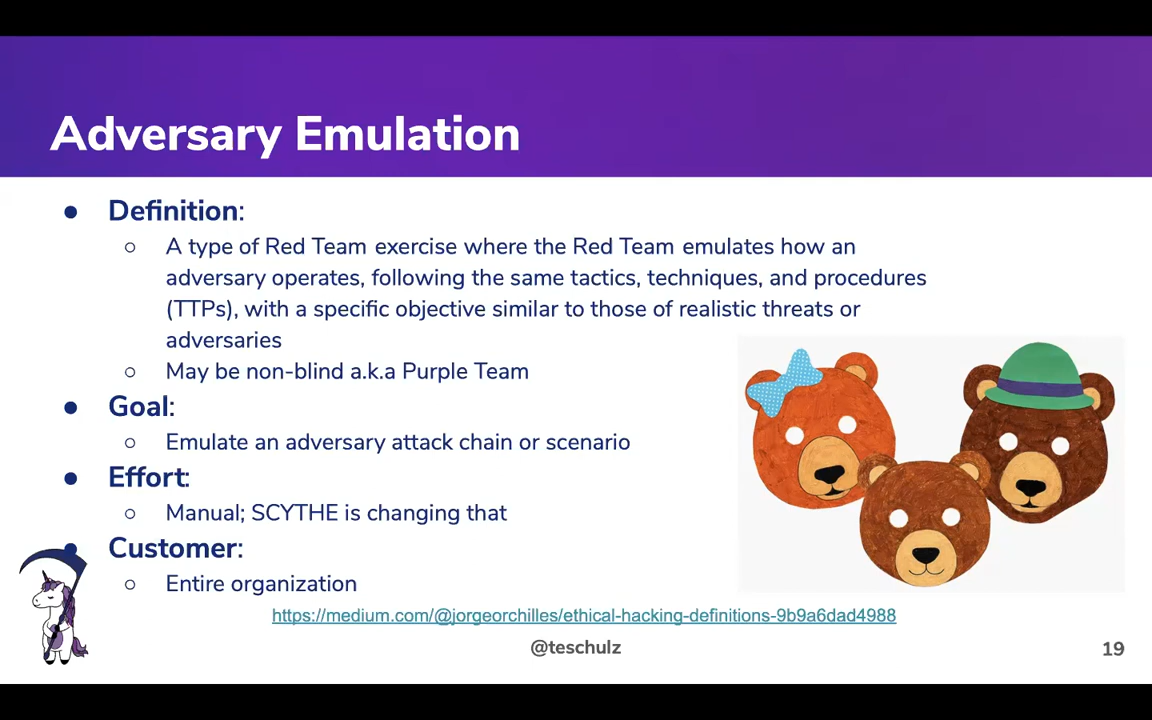 Adversary Emulation
● Definition:
○ A type of Red Team exercise where the Red Team emulates how an
adversary operates, following the same tactics, techniques, and procedures
(TTPs), with a specific objective similar to those of realistic threats or
adversaries
○ May be non-blind a.k.a Purple Team
● Goal:
○ Emulate an adversary attack chain or scenario
● Effort:
○ Manual; SCYTHE is changing that
● Customer:
○ Entire organization
https://medium.com/@jorgeorchilles/ethical-hacking-definitions-9b9a6dad4988
@teschulz
19